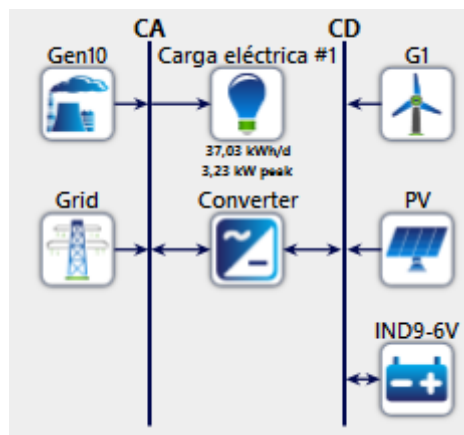 CA CD
Gen10 Carga eléctrica #1 G1
37,03 kWh/d
3,23 kW peak
Grid Converter PV
IND9-6V